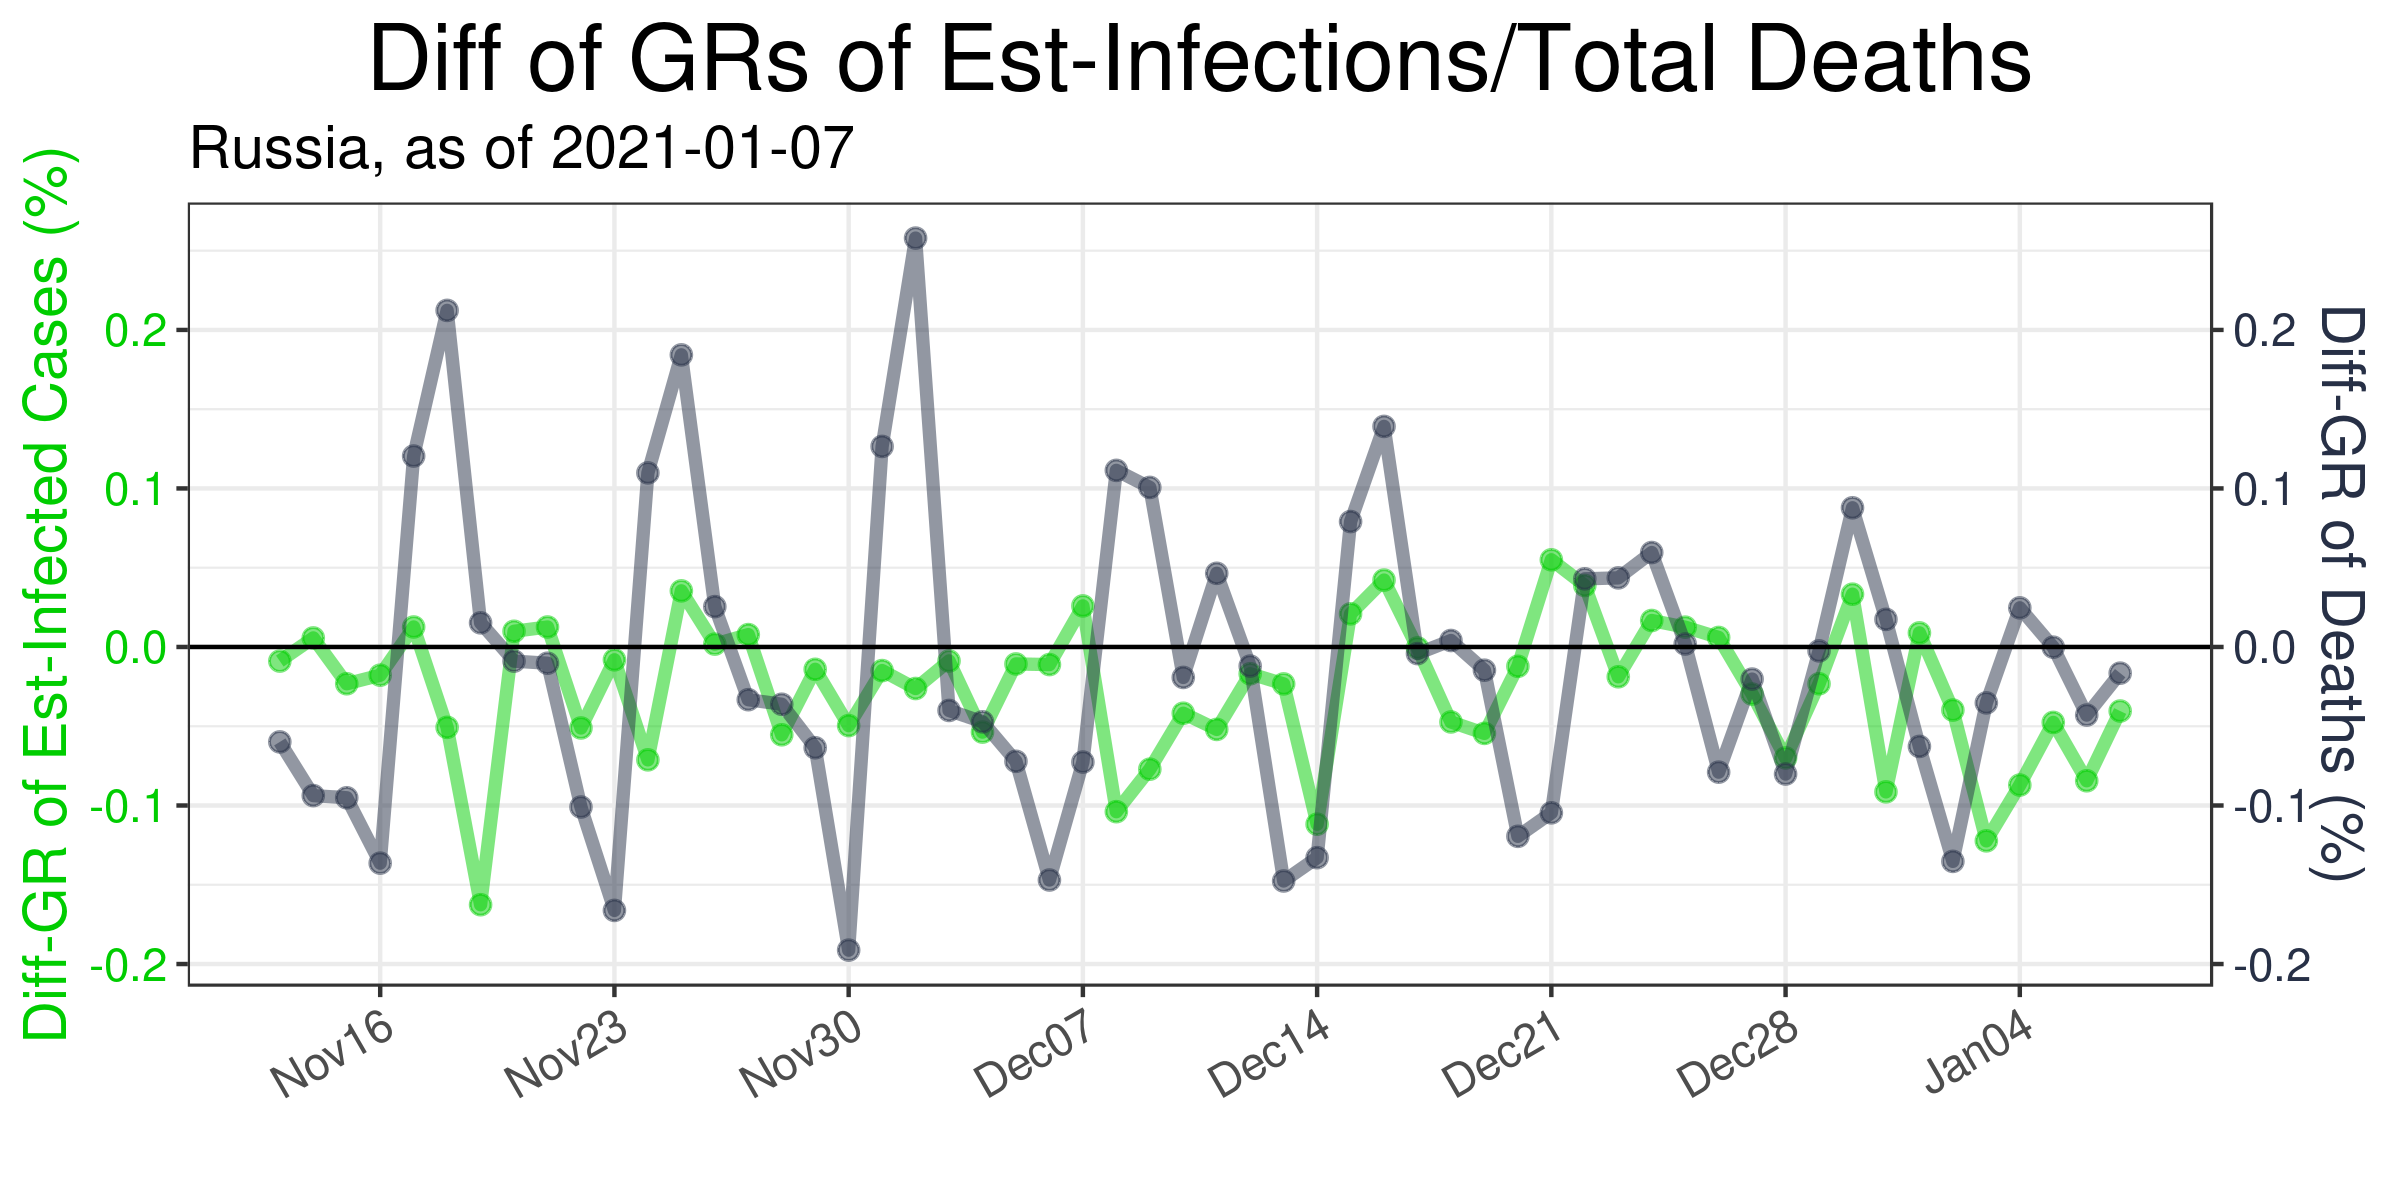 Diff of GRs of Est-Infections/Total Deaths
Russia, as of 2021-01-07
Diff-GR of Est-Infected Cases (%)
0.2
0.1
0.0
-0.1
-0.2
0.2
0.1
0.0
-0.1
-0.2
Diff-GR of Deaths (%)
Nov16
Nov23
Nov30
Dec07
Dec14
Dec21
Dec28
Jan04